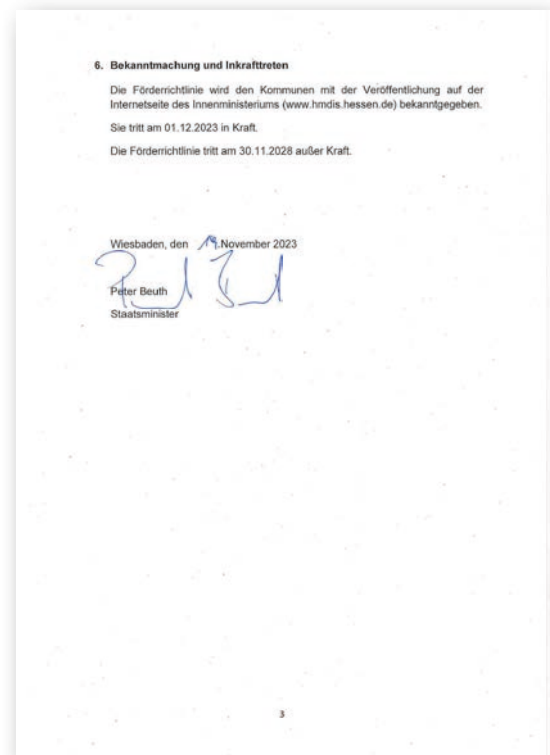 6. Bekanntmachung und Inkrafttreten
Die Förderrichtlinie wird den Kommunen mit der Veröffentlichung auf der
Internetseite des Innenministeriums (www.hmdis.hessen.de) bekanntgegeben.
Sie tritt am 01.12.2023 in Kraft.
Die Förderrichtlinie tritt am 30.11.2028 außer Kraft.
Wiesbaden, den November 2023
Peter Beuth
Staatsminister
3